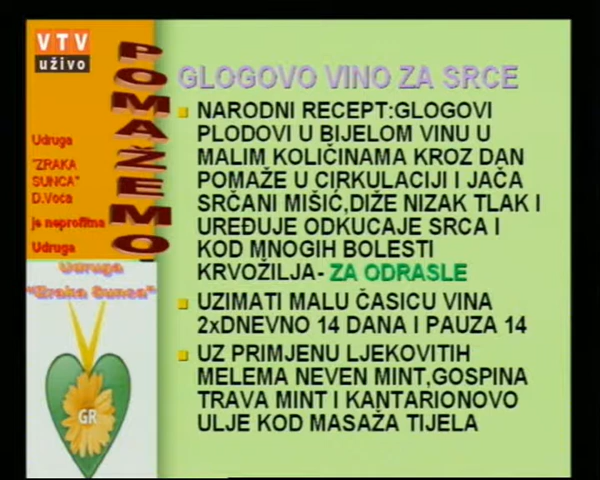 VTV
uživo
POMAŽEMO
Udruga
"ZRAKA
SUNCA"
D.Voća
je neprofitna
Udruga
Udruga
"Zraka Sunca"
GR
GLOGOVO VINO ZA SRCE
NARODNI RECEPT:GLOGOVI
PLODOVI U BIJELOM VINU U
MALIM KOLIČINAMA KROZ DAN
POMAŽE U CIRKULACIJI I JAČA
SRČANI MIŠIĆ,DIŽE NIZAK TLAK I
UREĐUJE ODKUCAJE SRCA I
KOD MNOGIH BOLESTI
KRVOŽILJA- ZA ODRASLE
UZIMATI MALU ČASICU VINA
2xDNEVNO 14 DANA I PAUZA 14
UZ PRIMJENU LJEKOVITIH
MELEMA NEVEN MINT,GOSPINA
TRAVA MINT I KANTARIONOVO
ULJE KOD MASAŽA TIJELA